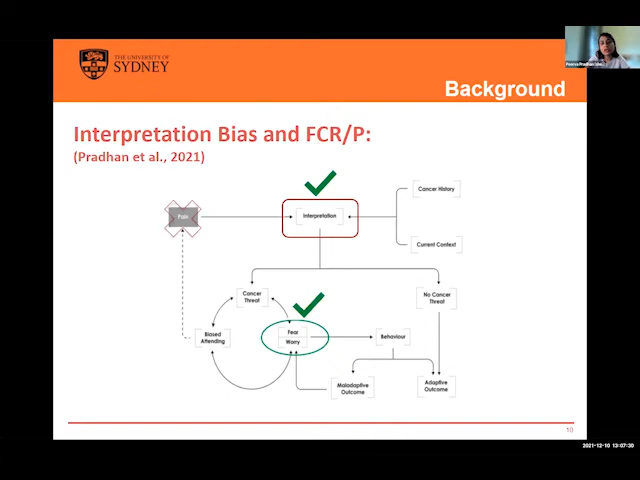 THE UNIVERSITY OF
SYDNEY
Background
Interpretation Bias and FCR/P:
(Pradhan et al., 2021)
Pain
Interpretation
Cancer History
Current Context
Cancer
Threat
No Cancer
Threat
Biased
Attending
Fear
Worry
Behaviour
Maladaptive
Outcome
Adaptive
Outcome
10
2021-12-10 13:07:30